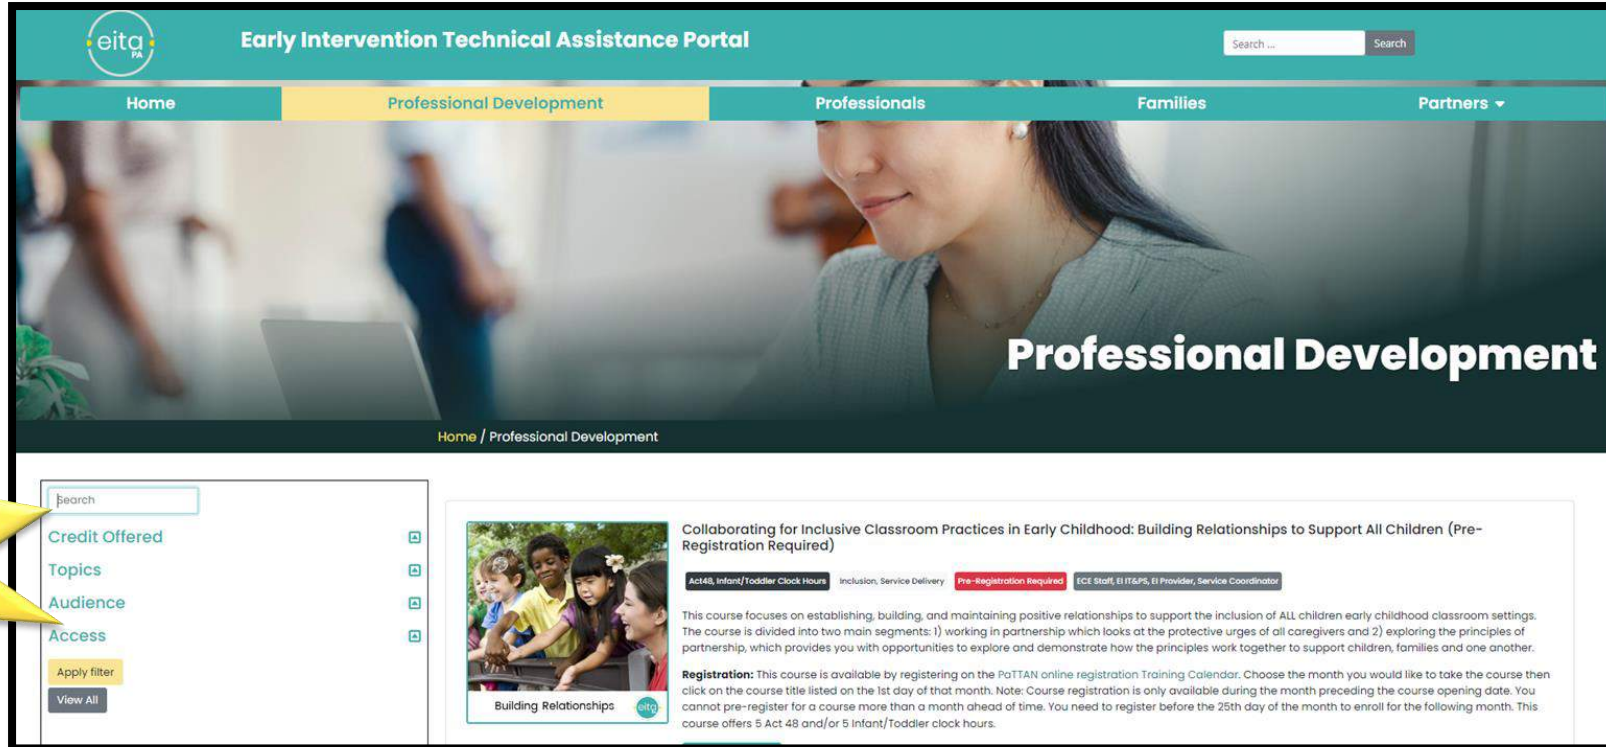 eita
PA
Early Intervention Technical Assistance Portal
Search ...
Search
Home
Professional Development
Professionals
Families
Partners
Professional Development
Home / Professional Development
Search
Credit Offered
Topics
Audience
Access
Apply filter
View All
Building Relationships
eita
Collaborating for Inclusive Classroom Practices in Early Childhood: Building Relationships to Support All Children (Pre-
Registration Required)
Act48, Infant/Toddler Clock Hours
Inclusion, Service Delivery
Pre-Registration Required
ECE Staff, EI IT&PS, EI Provider, Service Coordinator
This course focuses on establishing, building, and maintaining positive relationships to support the inclusion of ALL children early childhood classroom settings.
The course is divided into two main segments: 1) working in partnership which looks at the protective urges of all caregivers and 2) exploring the principles of
partnership, which provides you with opportunities to explore and demonstrate how the principles work together to support children, families and one another.
Registration: This course is available by registering on the PaTTAN online registration Training Calendar. Choose the month you would like to take the course then
click on the course title listed on the 1st day of that month. Note: Course registration is only available during the month preceding the course opening date. You
cannot pre-register for a course more than a month ahead of time. You need to register before the 25th day of the month to enroll for the following month. This
course offers 5 Act 48 and/or 5 Infant/Toddler clock hours.